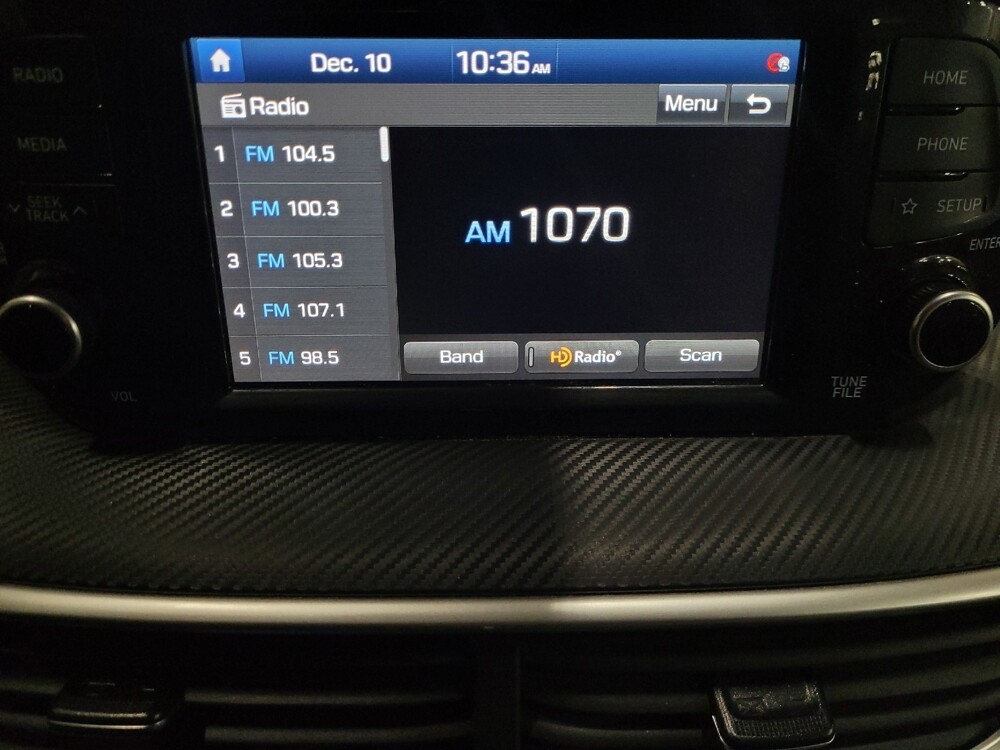 Dec. 10 10:36 AM
Radio Menu
1 FM 104.5
2 FM 100.3
3 FM 105.3
4 FM 107.1
5 FM 98.5
AM 1070
Band HD Radio® Scan
RADIO
MEDIA
SEEK
TRACK
VOL
HOME
PHONE
SETUP
ENTER
TUNE
FILE